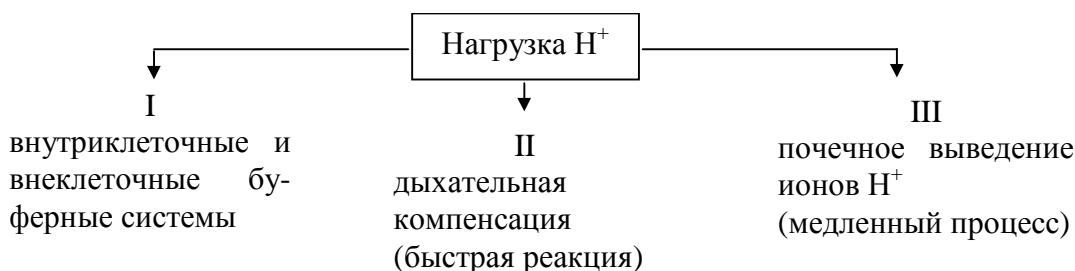 Нагрузка H⁺
I
внутриклеточные и
внеклеточные бу-
ферные системы
II
дыхательная
компенсация
(быстрая реакция)
III
почечное выведение
ионов H⁺
(медленный процесс)